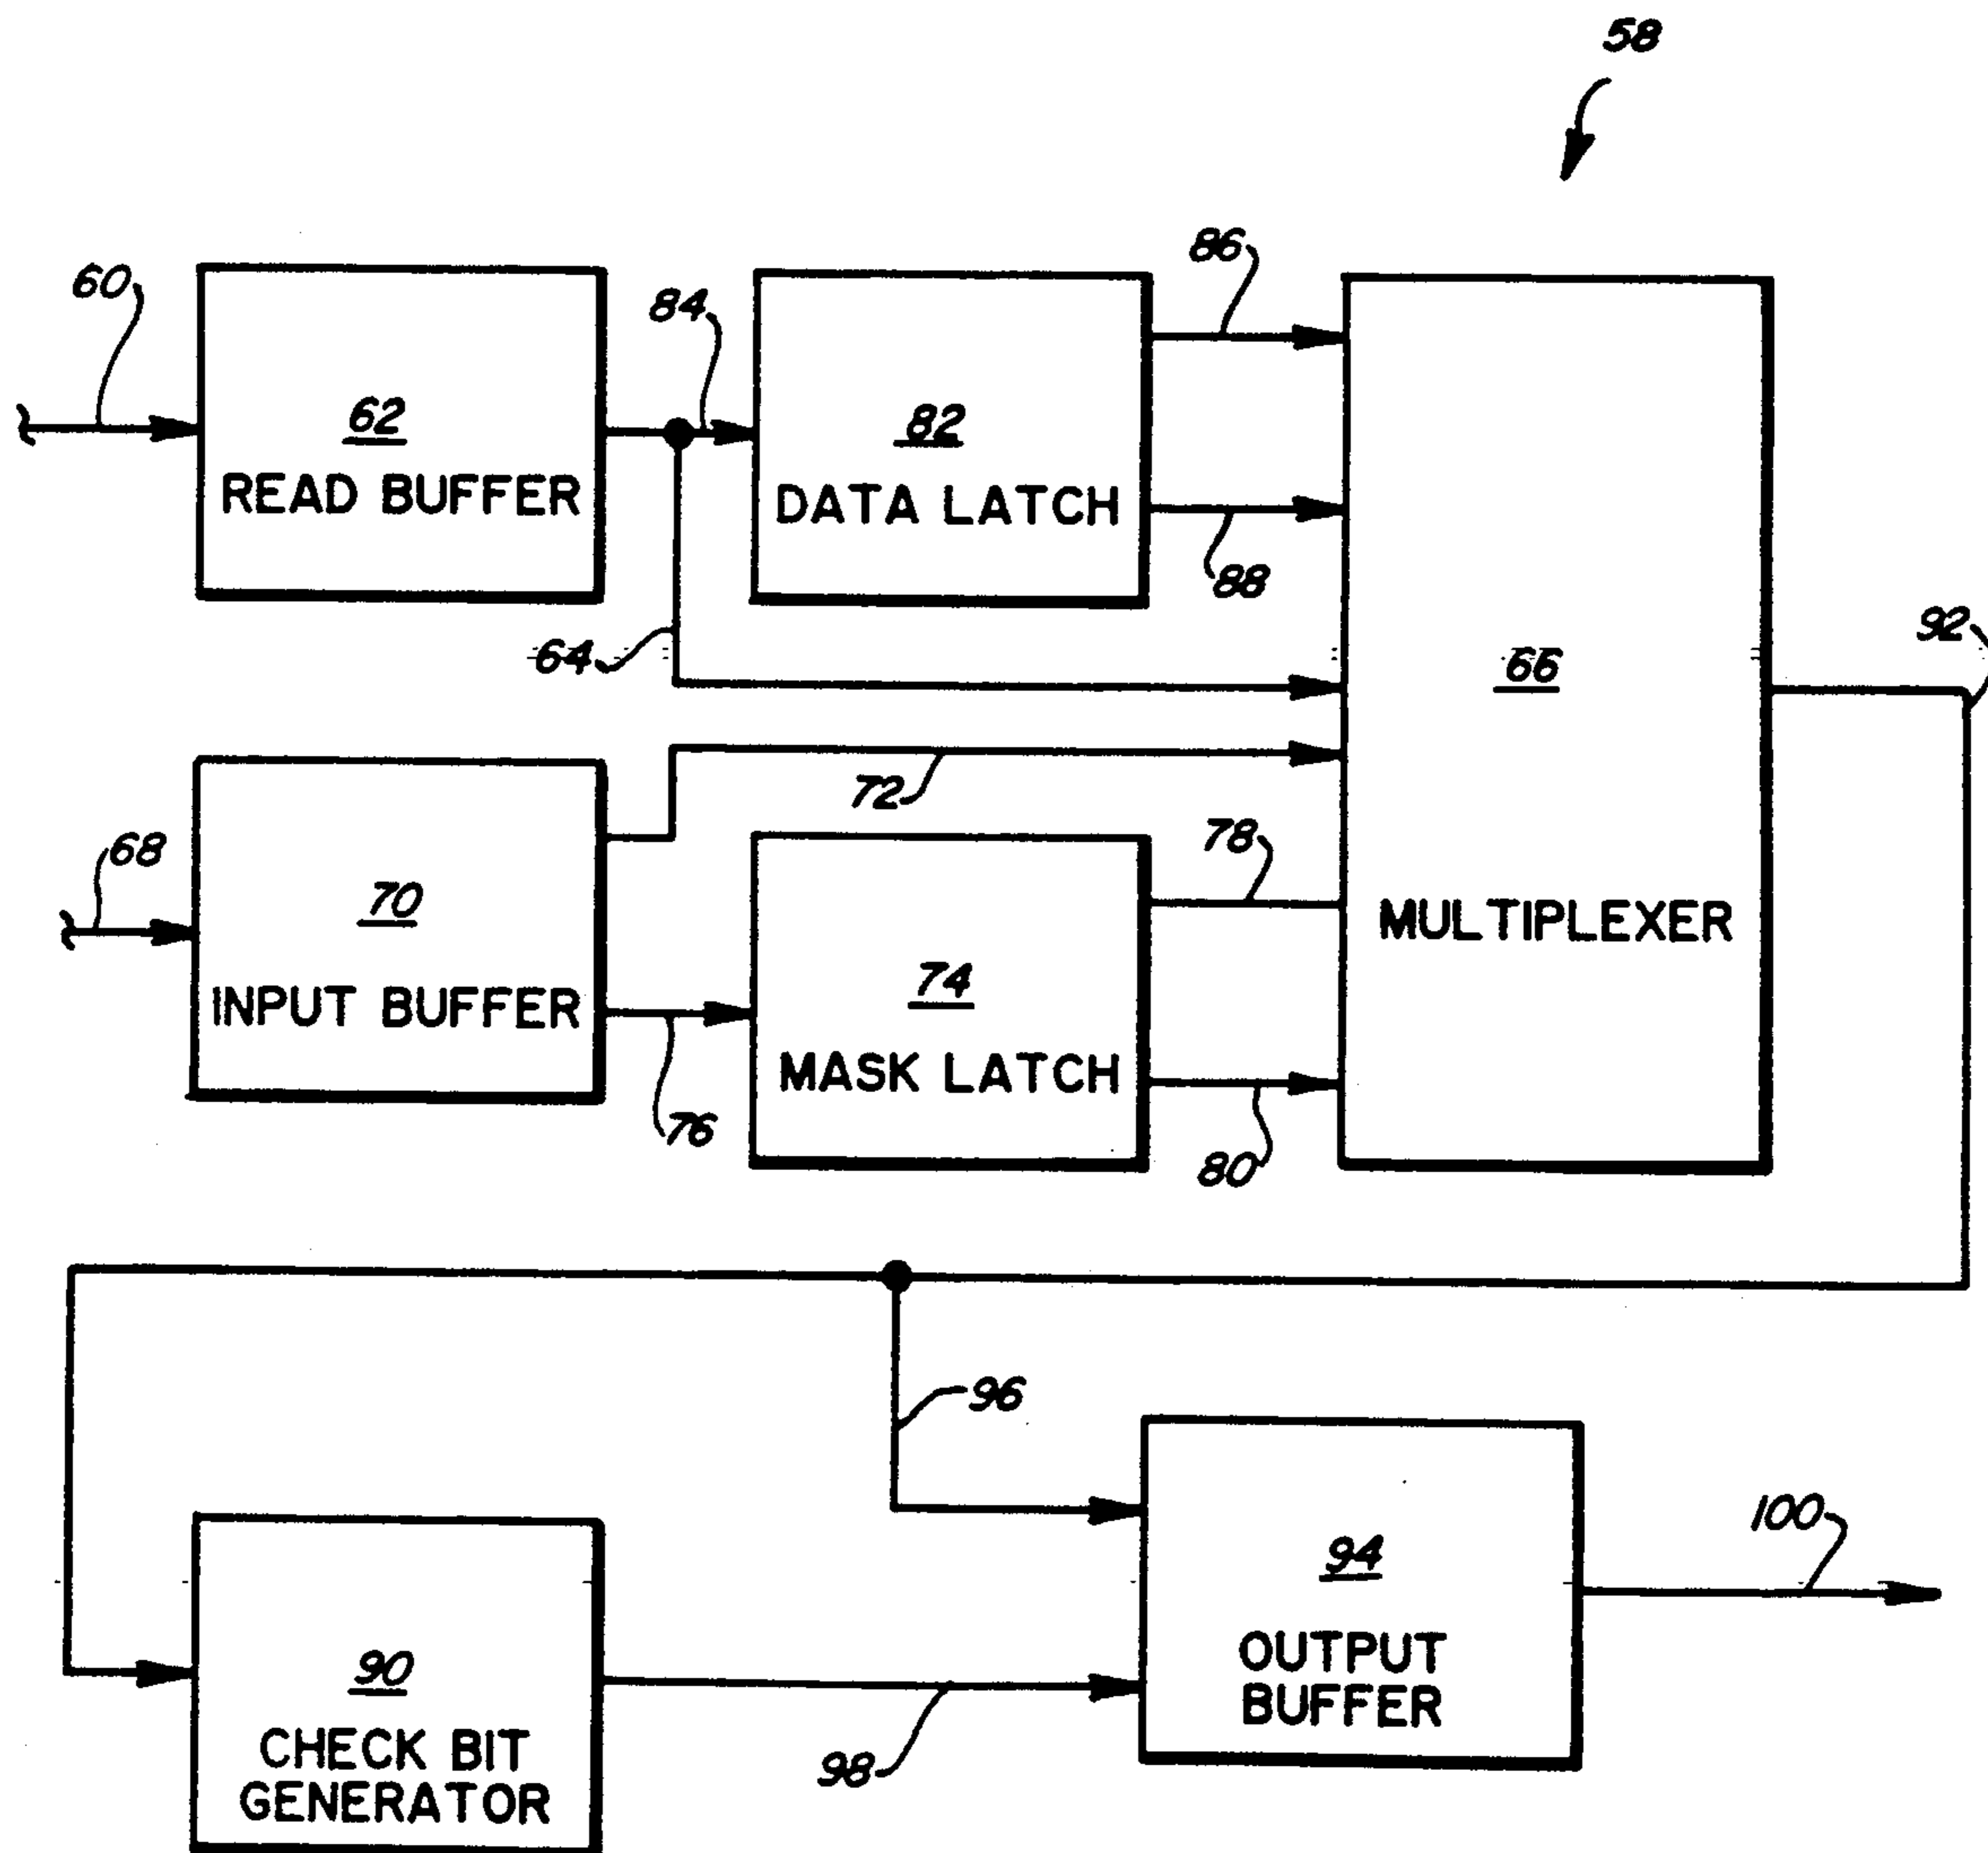 58
60
62
READ BUFFER
84
82
DATA LATCH
86
88
64
66
MULTIPLEXER
92
68
70
INPUT BUFFER
72
76
74
MASK LATCH
78
80
96
90
CHECK BIT
GENERATOR
98
94
OUTPUT
BUFFER
100